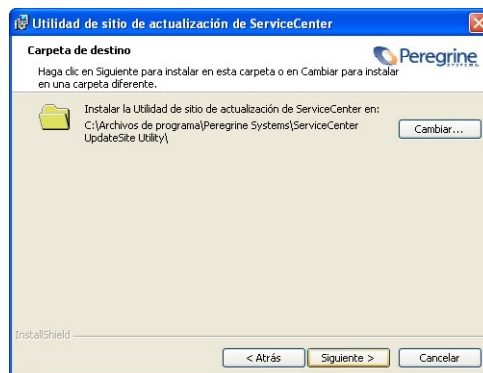 Utilidad de sitio de actualización de ServiceCenter
Carpeta de destino
Haga clic en Siguiente para instalar en esta carpeta o en Cambiar para instalar
en una carpeta diferente.
Peregrine
SYSTEMS
Instalar la Utilidad de sitio de actualización de ServiceCenter en:
C:\Archivos de programa\Peregrine Systems\ServiceCenter
UpdateSite Utility\
Cambiar...
InstallShield
< Atrás
Siguiente >
Cancelar